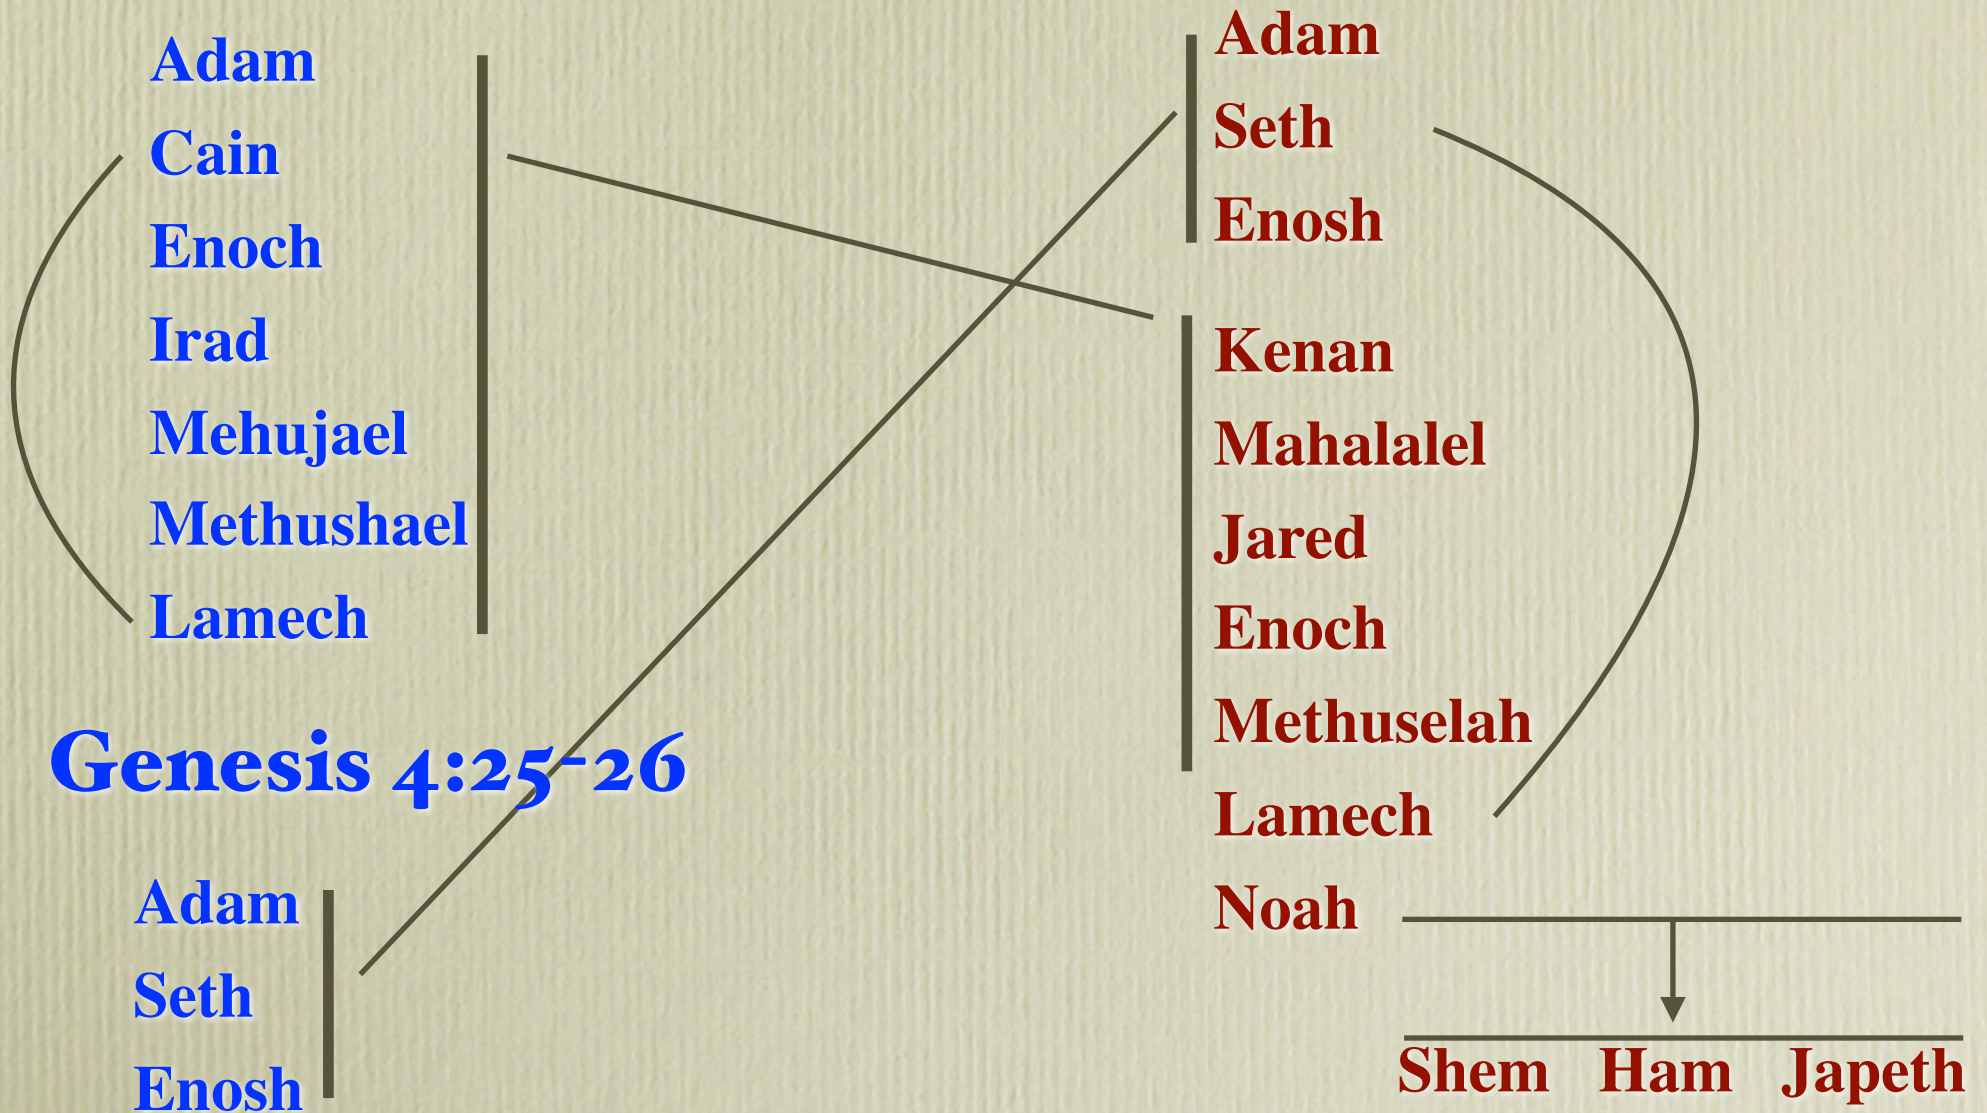 Adam
Cain
Enoch
Irad
Mehujael
Methushael
Lamech
Genesis 4:25-26
Adam
Seth
Enosh
Adam
Seth
Enosh
Kenan
Mahalalel
Jared
Enoch
Methuselah
Lamech
Noah
Shem Ham Japeth